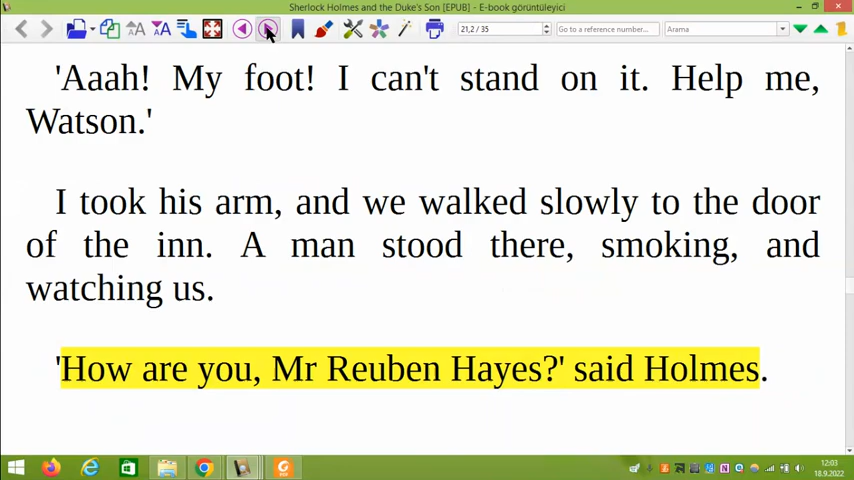 Sherlock Holmes and the Duke's Son [EPUB] - E-book görüntüleyici
21,2 / 35
Go to a reference number...
Arama
'Aaah! My foot! I can't stand on it. Help me,
Watson.'
I took his arm, and we walked slowly to the door
of the inn. A man stood there, smoking, and
watching us.
'How are you, Mr Reuben Hayes?' said Holmes.
12:03
18.9.2022